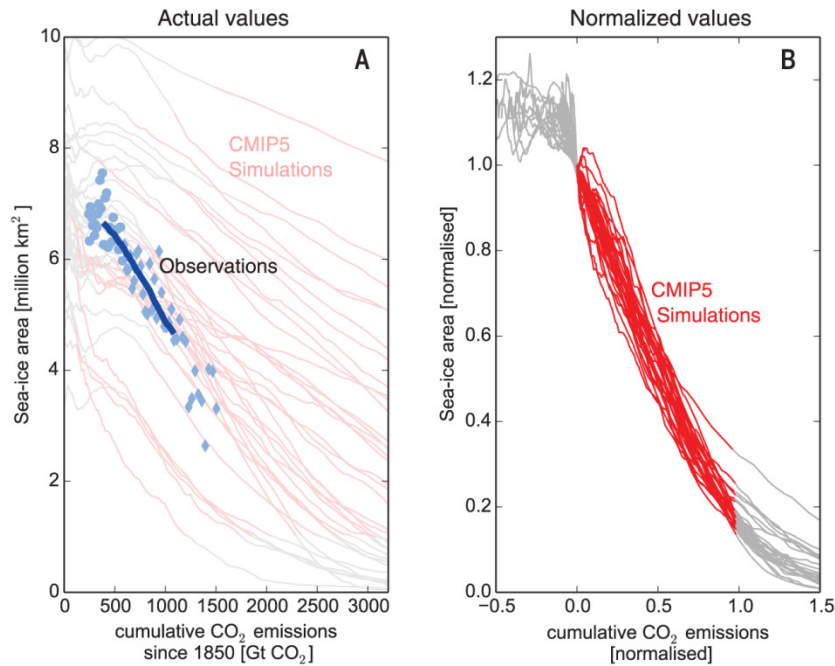 Actual values
Normalized values
A
B
Sea-ice area [million km²]
10
8
6
4
2
0
CMIP5
Simulations
Observations
0
500
1000
1500
2000
2500
3000
cumulative CO₂ emissions
since 1850 [Gt CO₂]
Sea-ice area [normalised]
1.2
1.0
0.8
0.6
0.4
0.2
0.0
CMIP5
Simulations
−0.5
0.0
0.5
1.0
1.5
cumulative CO₂ emissions
[normalised]